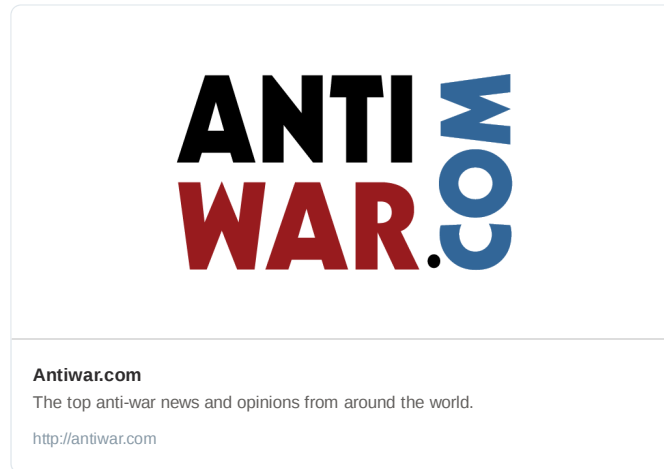 ANTI
WAR.COM
Antiwar.com
The top anti-war news and opinions from around the world.
http://antiwar.com